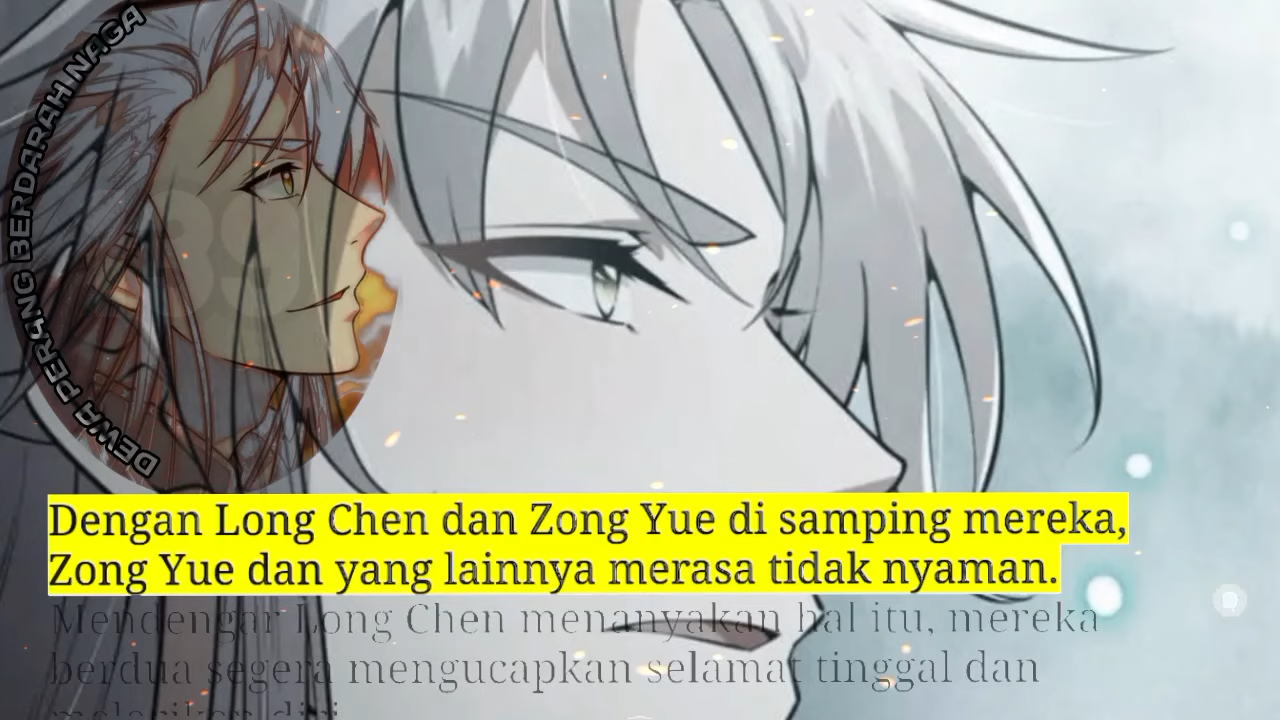 DEWA PERANG BERDARAH NAGA
Dengan Long Chen dan Zong Yue di samping mereka,
Zong Yue dan yang lainnya merasa tidak nyaman.
Mendengar Long Chen menanyakan hal itu, mereka
berdua segera mengucapkan selamat tinggal dan